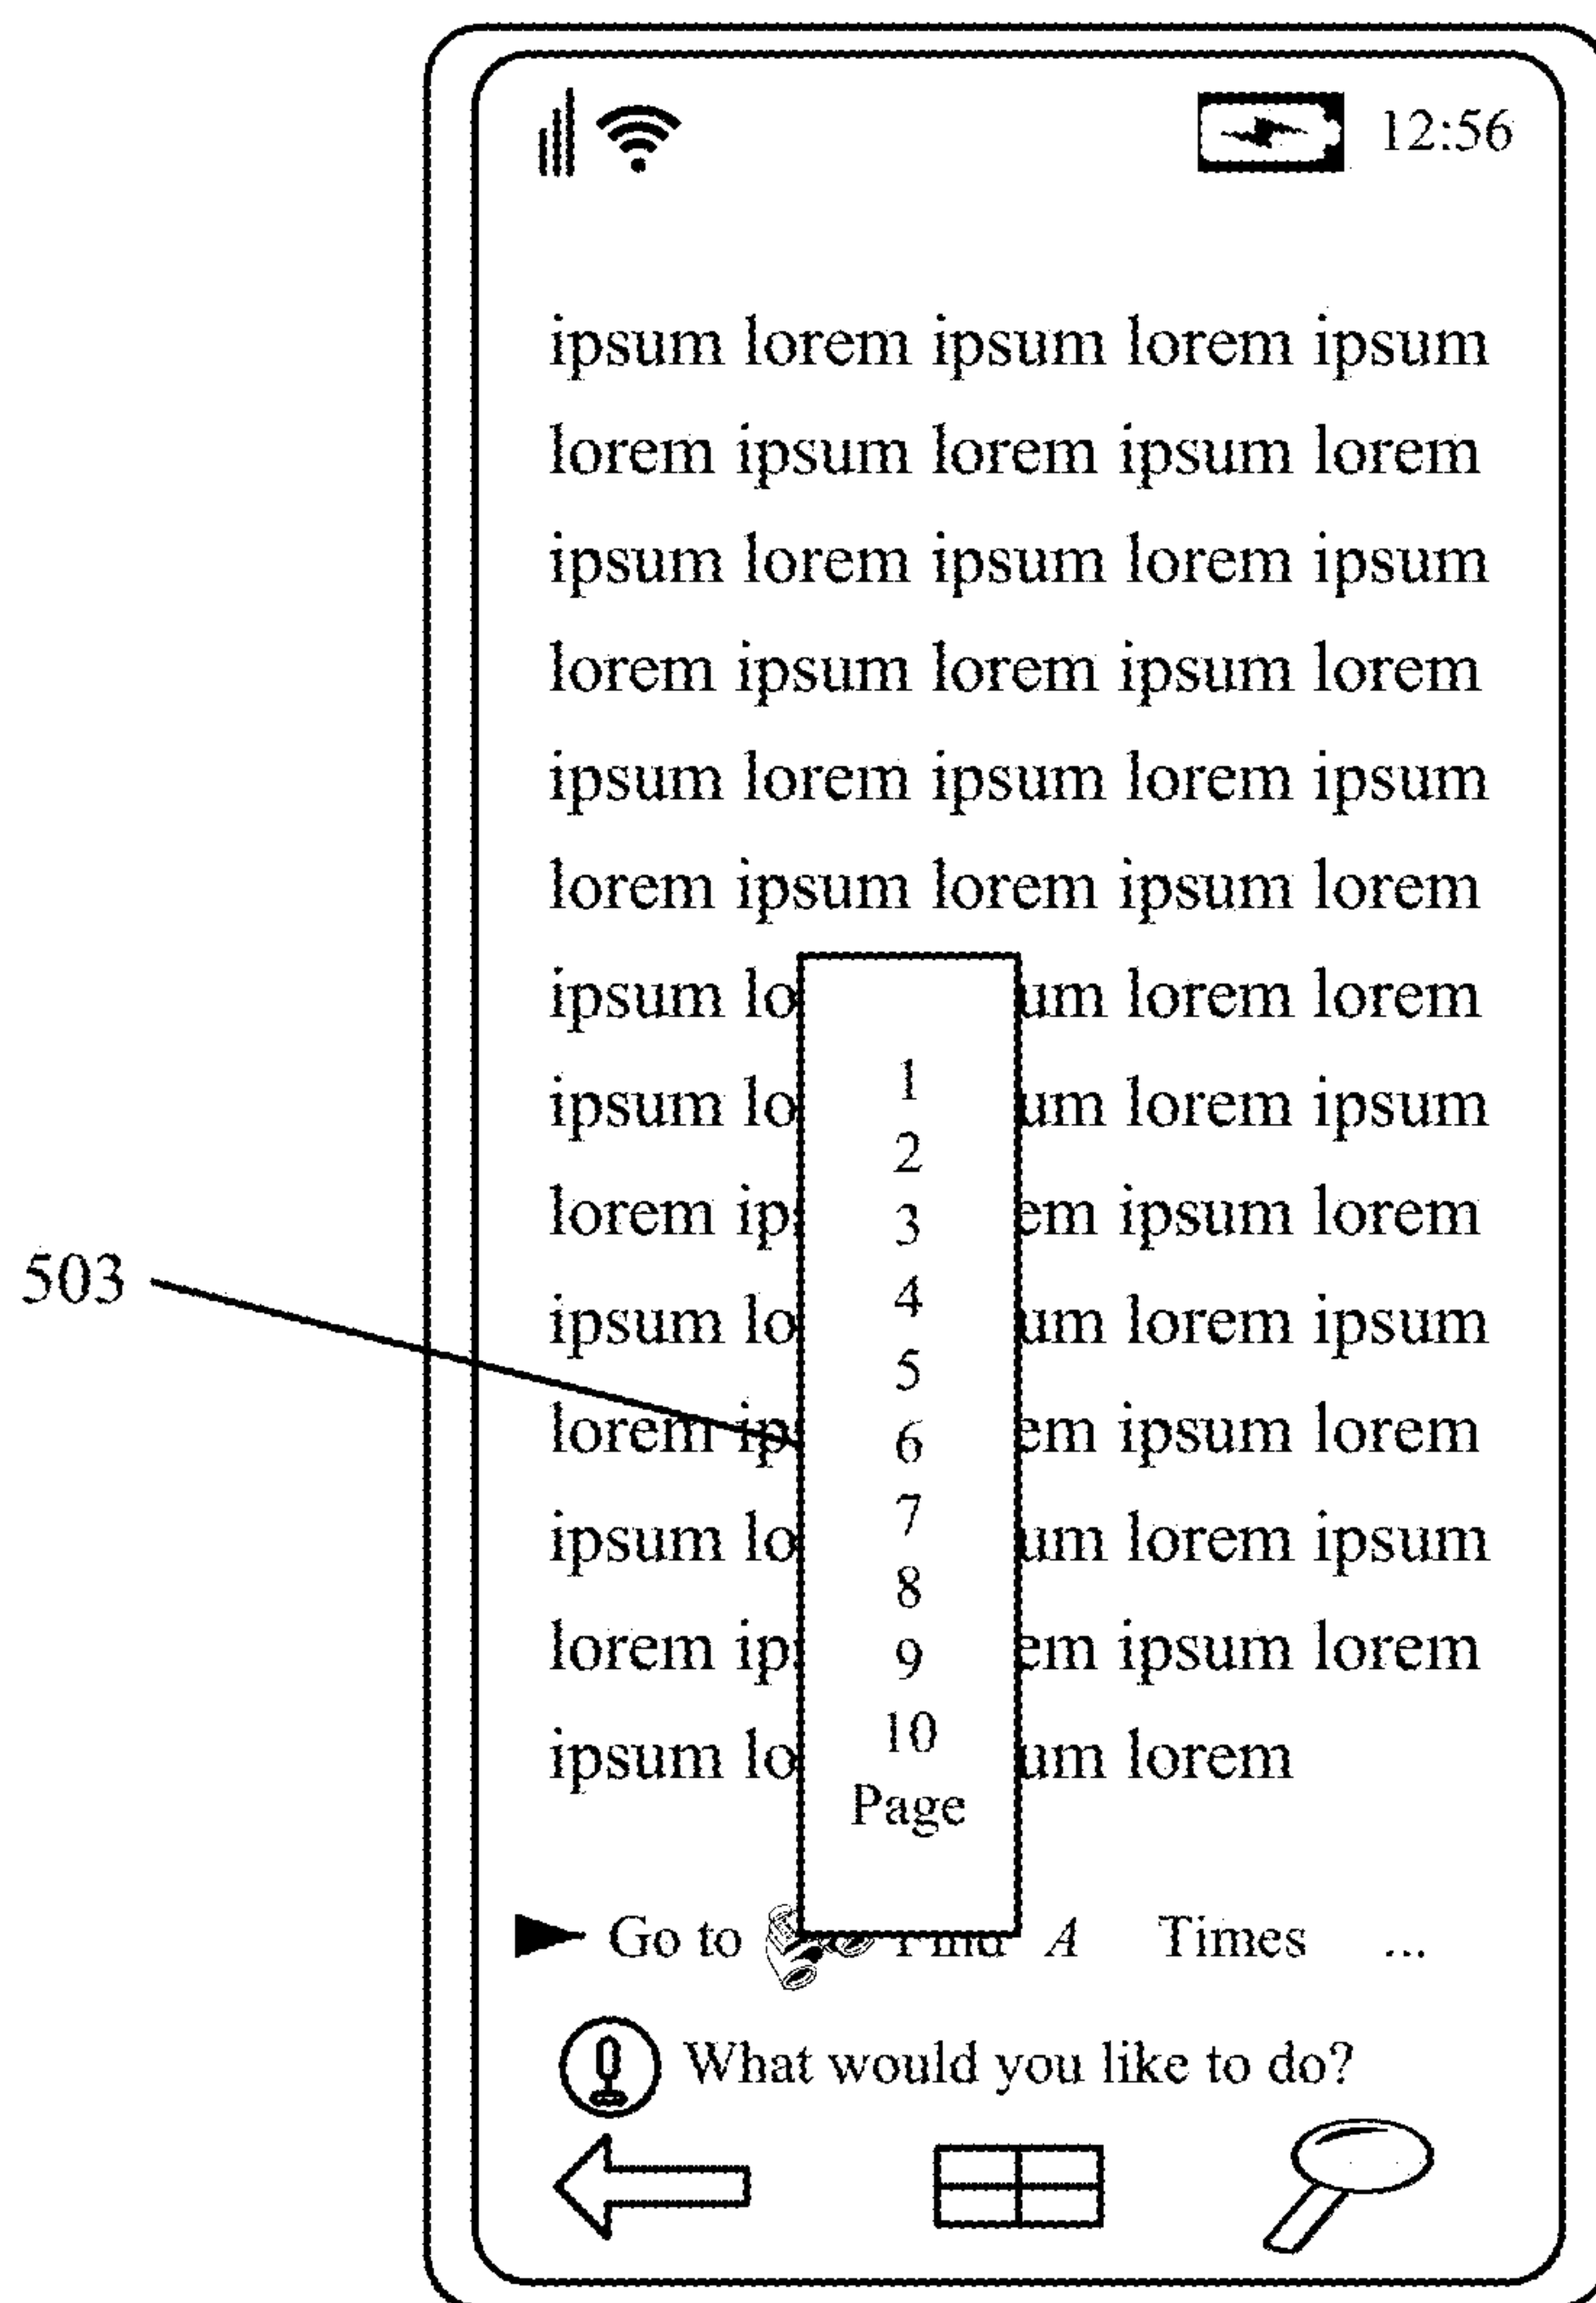 12:56
ipsum lorem ipsum lorem ipsum
lorem ipsum lorem ipsum lorem
ipsum lorem ipsum lorem ipsum
lorem ipsum lorem ipsum lorem
ipsum lorem ipsum lorem ipsum
lorem ipsum lorem ipsum lorem
ipsum lo um lorem lorem
ipsum lo um lorem ipsum
lorem ip em ipsum lorem
ipsum lo um lorem ipsum
lorem ip em ipsum lorem
ipsum lo um lorem ipsum
lorem ip em ipsum lorem
ipsum lo um lorem
1
2
3
4
5
6
7
8
9
10
Page
503
Go to Find A Times ...
What would you like to do?